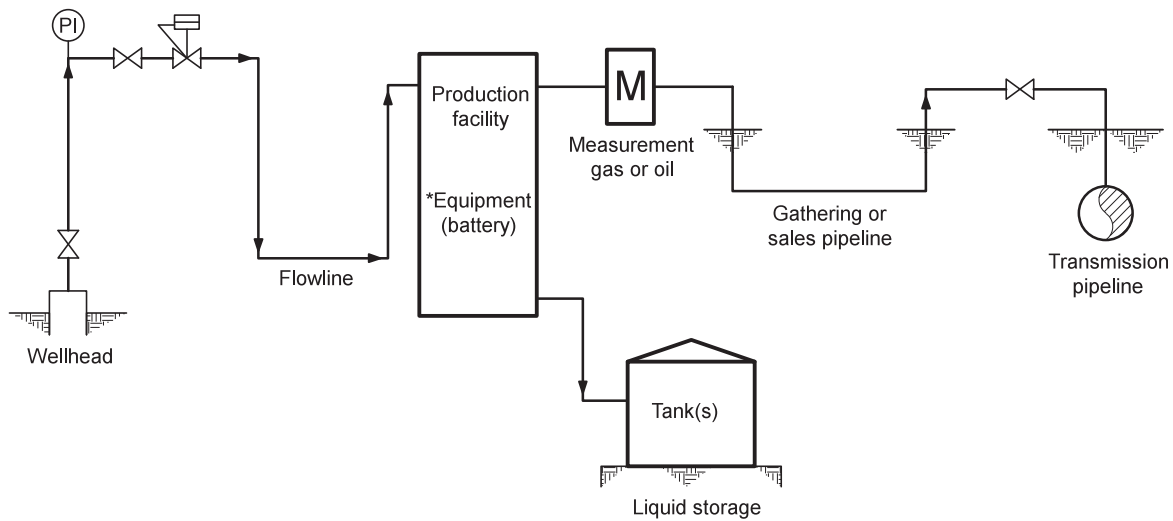 PI
Production
facility
*Equipment
(battery)
M
Measurement
gas or oil
Gathering or
sales pipeline
Transmission
pipeline
Flowline
Wellhead
Tank(s)
Liquid storage